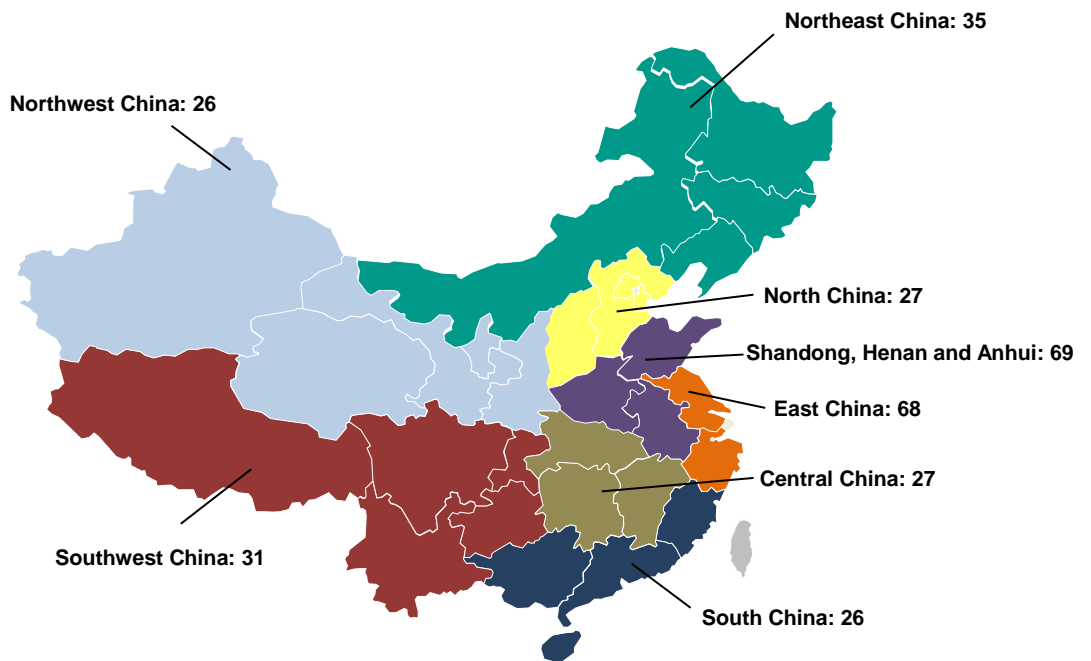 Northeast China: 35
Northwest China: 26
North China: 27
Shandong, Henan and Anhui: 69
East China: 68
Central China: 27
Southwest China: 31
South China: 26